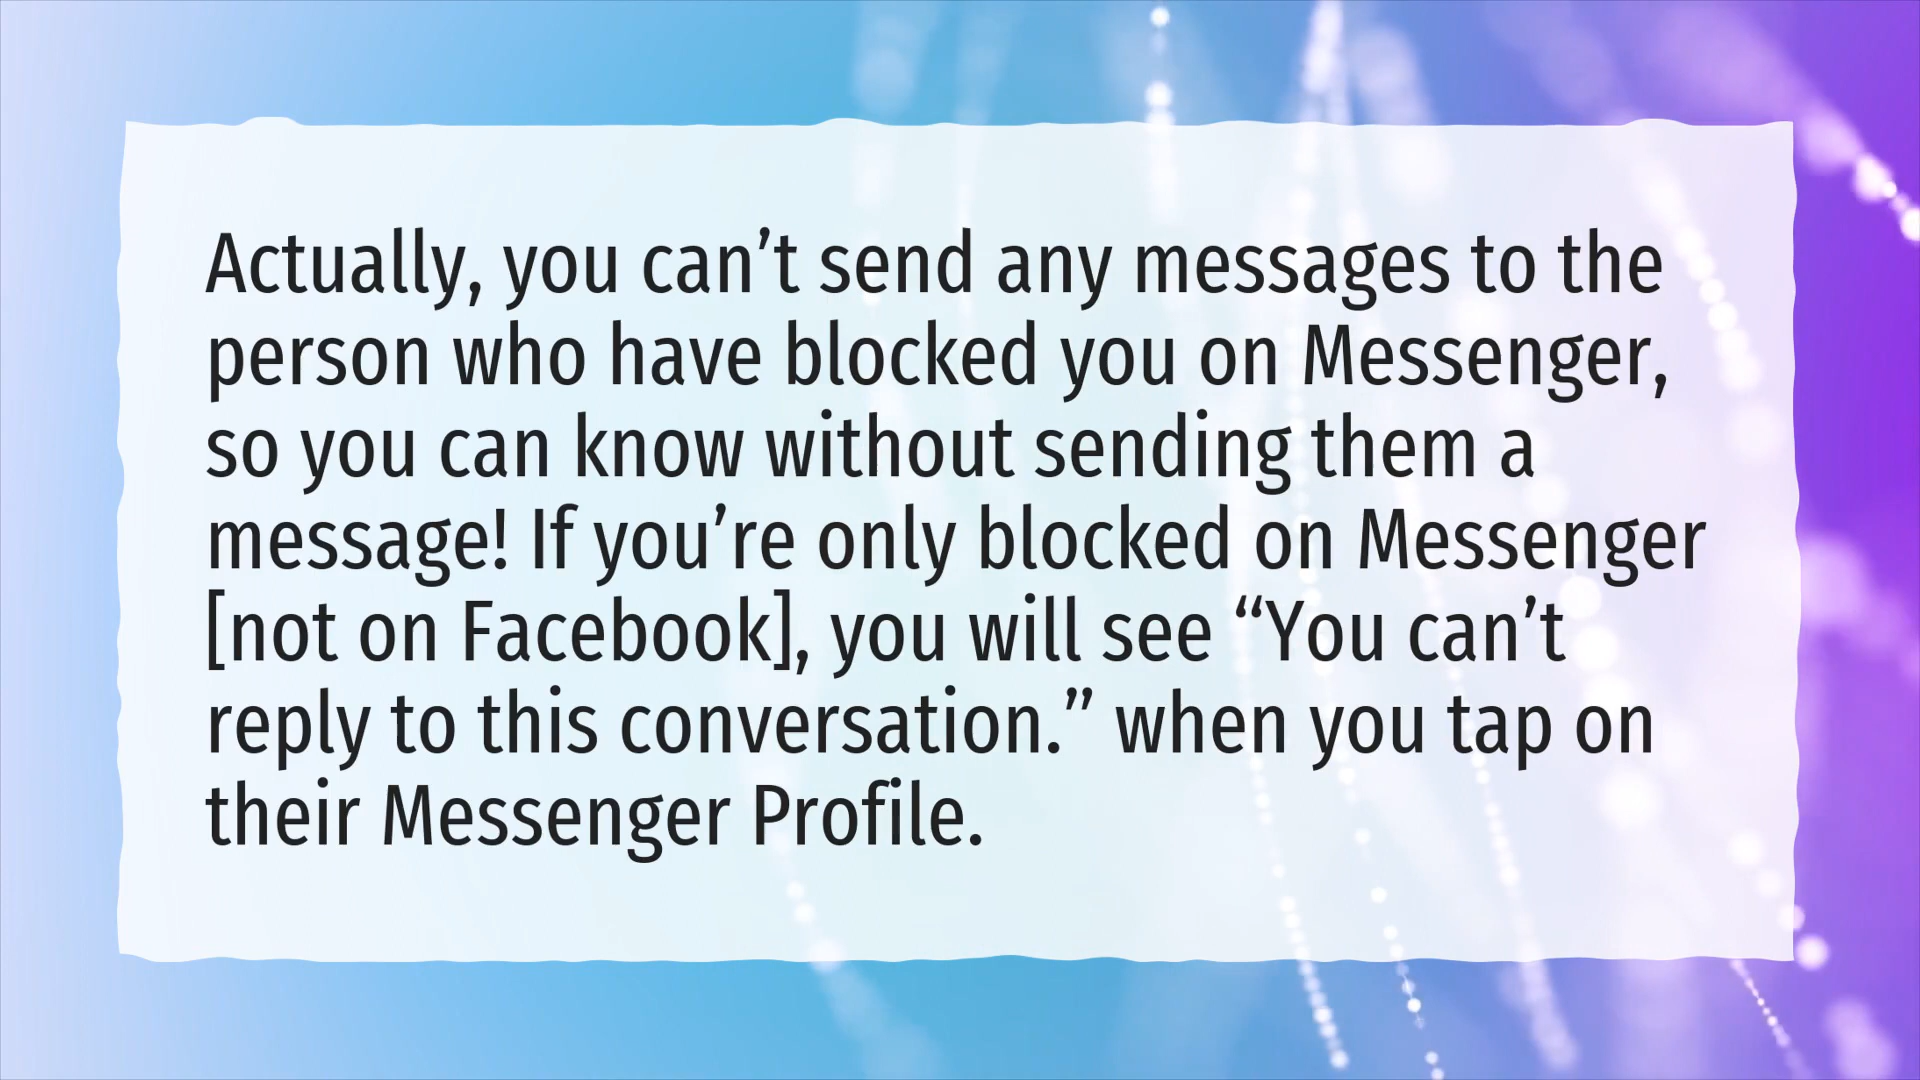 Actually, you can’t send any messages to the
person who have blocked you on Messenger,
so you can know without sending them a
message! If you’re only blocked on Messenger
[not on Facebook], you will see “You can’t
reply to this conversation.” when you tap on
their Messenger Profile.